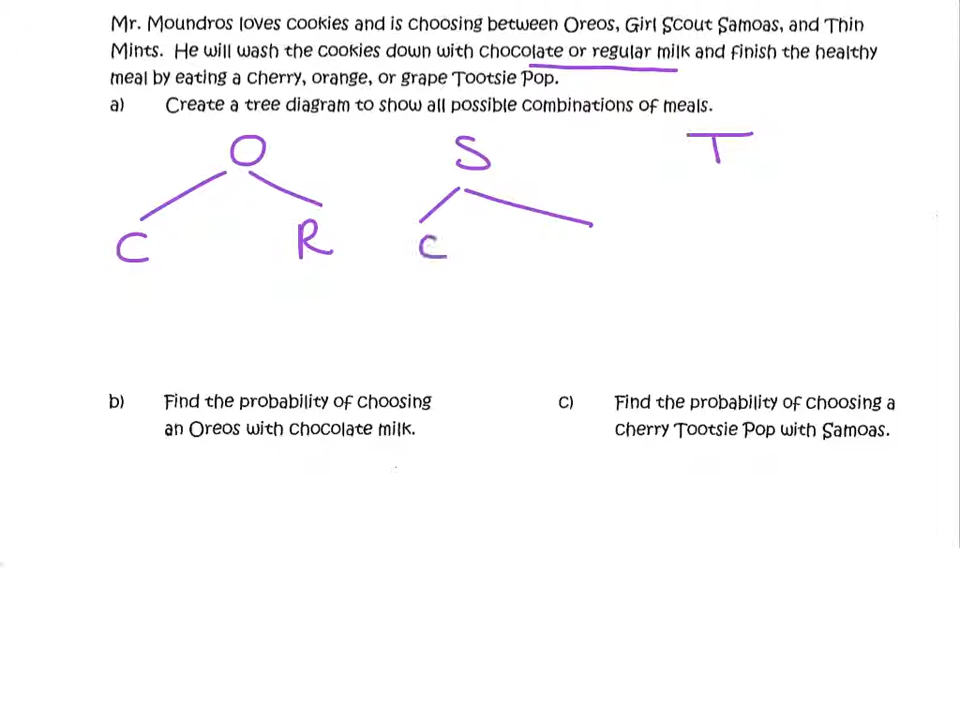 Mr. Moundros loves cookies and is choosing between Oreos, Girl Scout Samoas, and Thin
Mints. He will wash the cookies down with chocolate or regular milk and finish the healthy
meal by eating a cherry, orange, or grape Tootsie Pop.
a) Create a tree diagram to show all possible combinations of meals.
O S T
C R C
b) Find the probability of choosing
an Oreos with chocolate milk.
c) Find the probability of choosing a
cherry Tootsie Pop with Samoas.